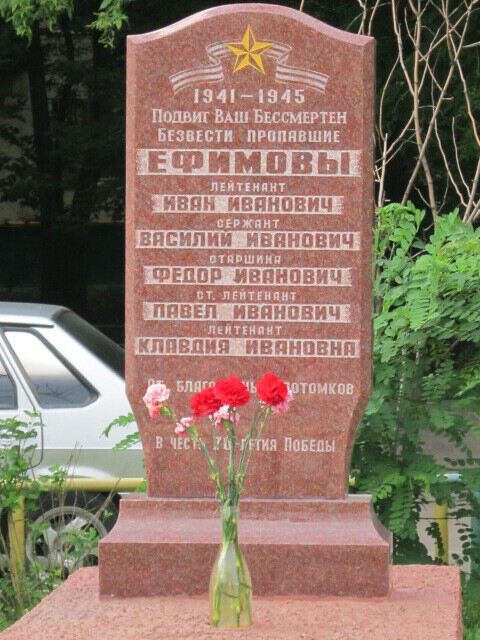 1941-1945
Подвиг Ваш Бессмертен
Безвести пропавшие
ЕФИМОВЫ
ЛЕЙТЕНАНТ
ИВАН ИВАНОВИЧ
СЕРЖАНТ
ВАСИЛИЙ ИВАНОВИЧ
СТАРШИНА
ФЕДОР ИВАНОВИЧ
СТ. ЛЕЙТЕНАНТ
ПАВЕЛ ИВАНОВИЧ
ЛЕЙТЕНАНТ
КЛАВДИЯ ИВАНОВНА
потомков
в честь летия Победы